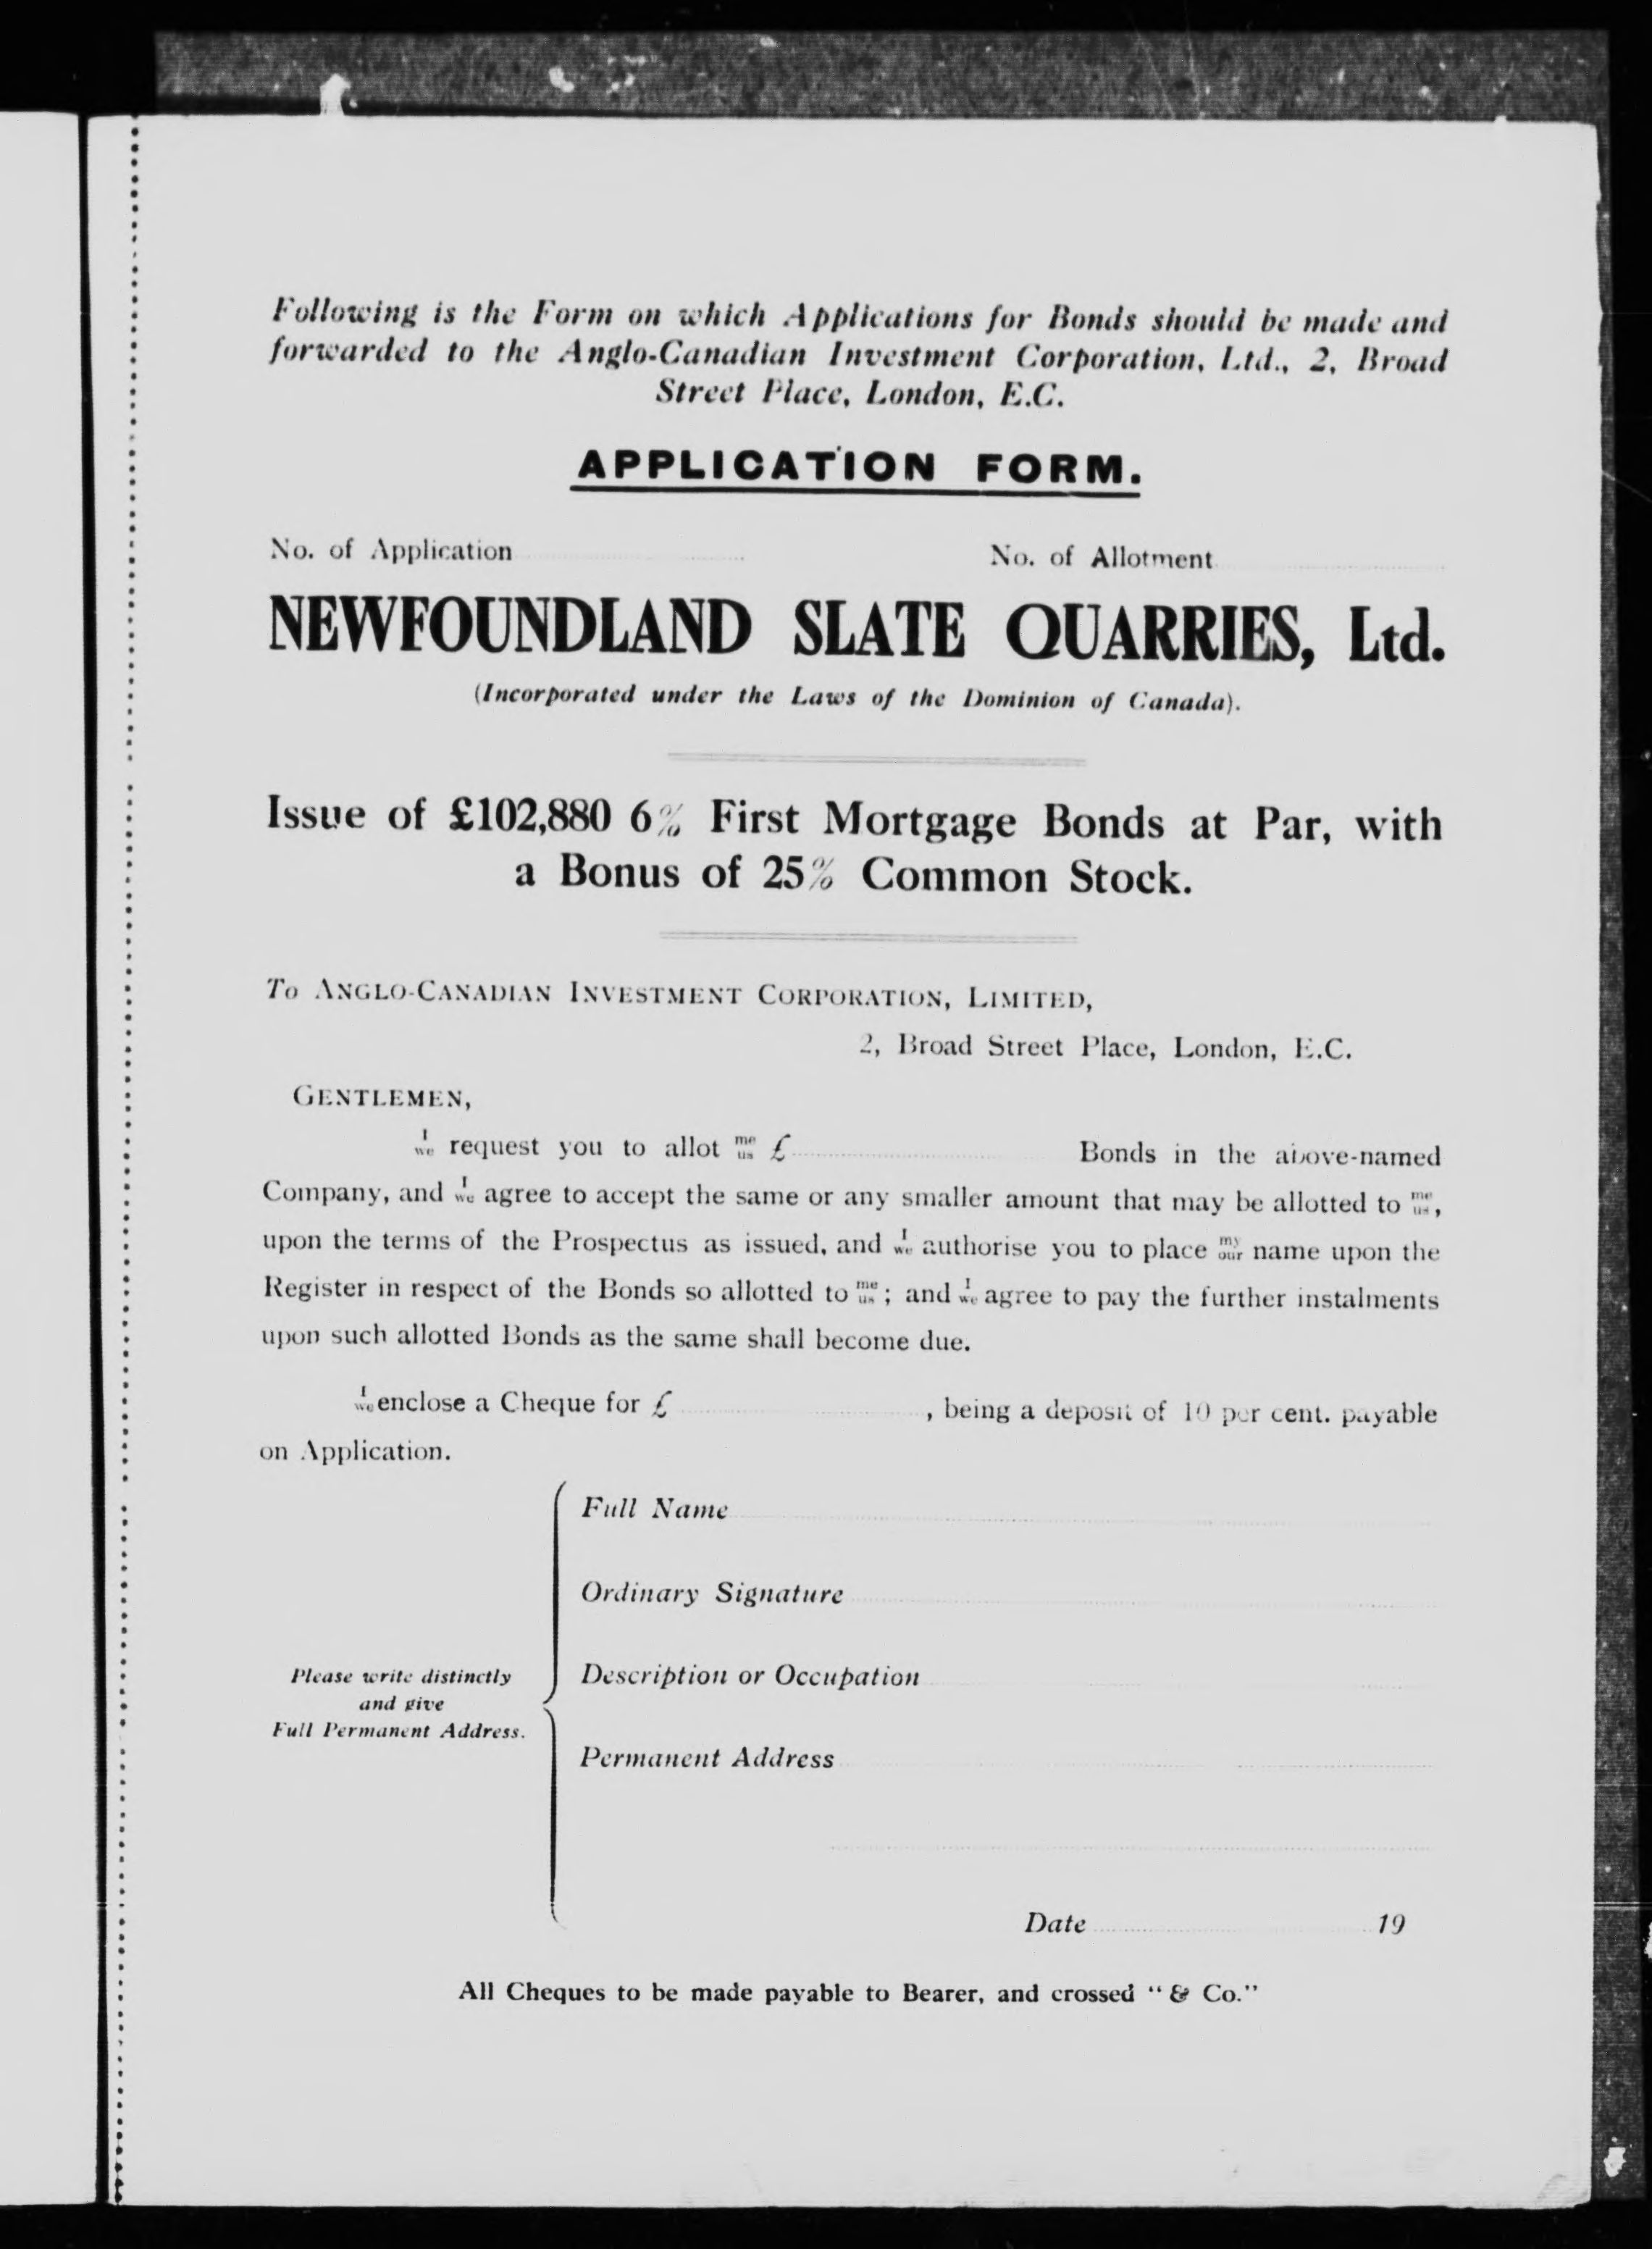 Following is the Form on which Applications for Bonds should be made and
forwarded to the Anglo-Canadian Investment Corporation, Ltd., 2, Broad
Street Place, London, E.C.
APPLICATION FORM.
No. of Application No. of Allotment
NEWFOUNDLAND SLATE QUARRIES, Ltd.
(Incorporated under the Laws of the Dominion of Canada).
Issue of £102,880 6% First Mortgage Bonds at Par, with
a Bonus of 25% Common Stock.
To ANGLO-CANADIAN INVESTMENT CORPORATION, LIMITED,
2, Broad Street Place, London, E.C.
GENTLEMEN,
I/we request you to allot me/us £ Bonds in the above-named
Company, and I/we agree to accept the same or any smaller amount that may be allotted to me/us,
upon the terms of the Prospectus as issued, and I/we authorise you to place my/our name upon the
Register in respect of the Bonds so allotted to me/us; and I/we agree to pay the further instalments
upon such allotted Bonds as the same shall become due.
I/we enclose a Cheque for £ , being a deposit of 10 per cent. payable
on Application.
Full Name
Ordinary Signature
Please write distinctly
and give
Full Permanent Address.
Description or Occupation
Permanent Address
Date 19
All Cheques to be made payable to Bearer, and crossed "& Co."